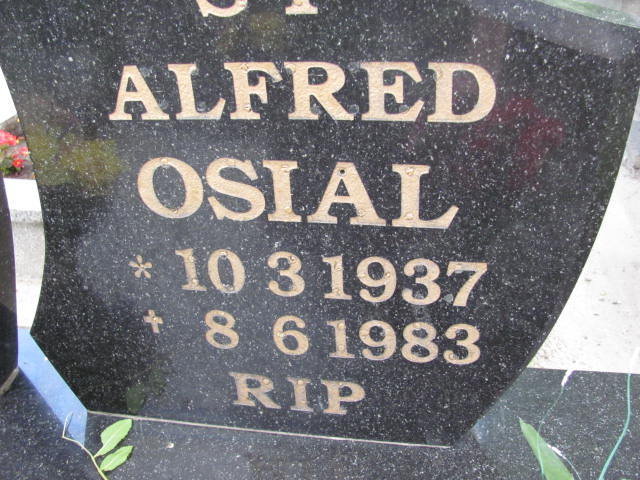 ALFRED
OSIAL
* 10 3 1937
✝ 8 6 1983
RIP